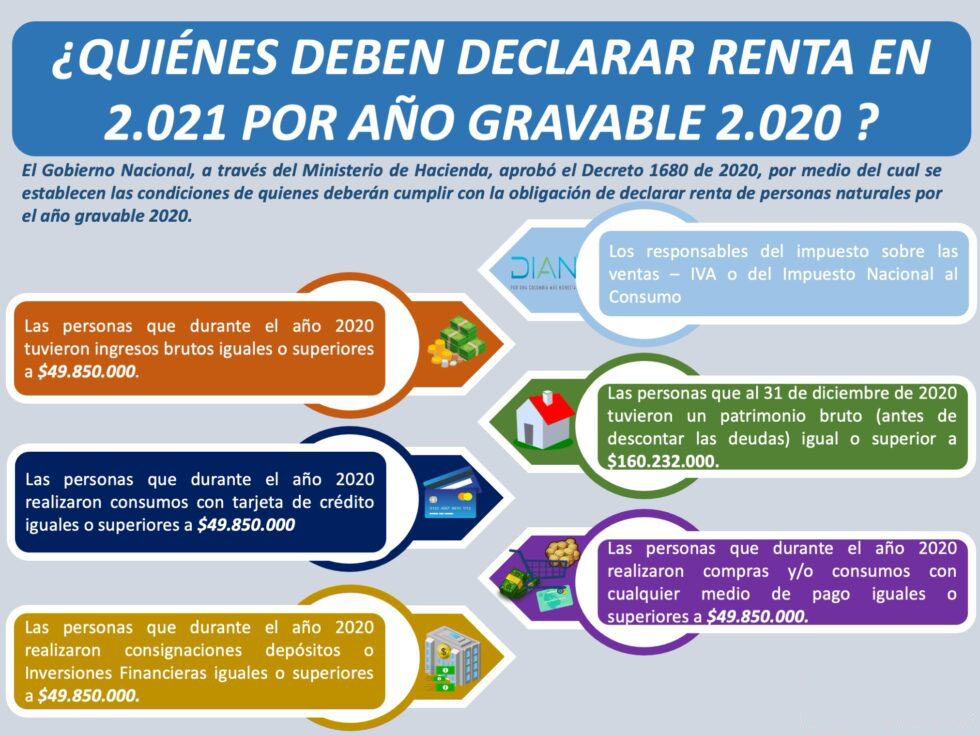 ¿QUIÉNES DEBEN DECLARAR RENTA EN
2.021 POR AÑO GRAVABLE 2.020 ?
El Gobierno Nacional, a través del Ministerio de Hacienda, aprobó el Decreto 1680 de 2020, por medio del cual se
establecen las condiciones de quienes deberán cumplir con la obligación de declarar renta de personas naturales por
el año gravable 2020.
DIAN
POR UNA COLOMBIA MÁS HONESTA
Los responsables del impuesto sobre las
ventas – IVA o del Impuesto Nacional al
Consumo
Las personas que durante el año 2020
tuvieron ingresos brutos iguales o superiores
a $49.850.000.
Las personas que al 31 de diciembre de 2020
tuvieron un patrimonio bruto (antes de
descontar las deudas) igual o superior a
$160.232.000.
Las personas que durante el año 2020
realizaron consumos con tarjeta de crédito
iguales o superiores a $49.850.000
Las personas que durante el año 2020
realizaron compras y/o consumos con
cualquier medio de pago iguales o
superiores a $49.850.000.
Las personas que durante el año 2020
realizaron consignaciones depósitos o
Inversiones Financieras iguales o superiores
a $49.850.000.